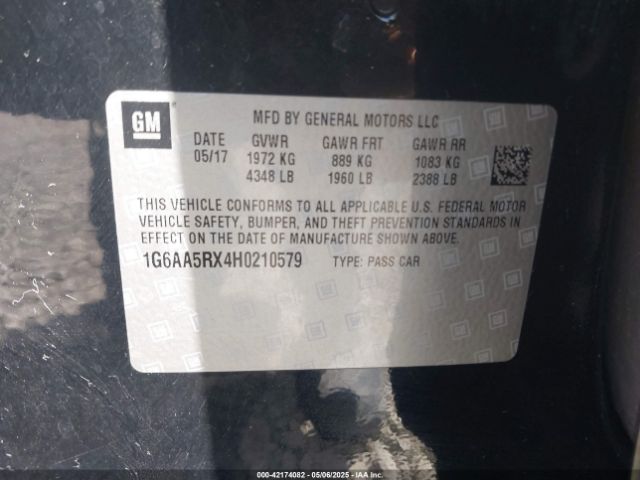 GM
MFD BY GENERAL MOTORS LLC
DATE GVWR GAWR FRT GAWR RR
05/17 1972 KG 889 KG 1083 KG
4348 LB 1960 LB 2388 LB
THIS VEHICLE CONFORMS TO ALL APPLICABLE U.S. FEDERAL MOTOR
VEHICLE SAFETY, BUMPER, AND THEFT PREVENTION STANDARDS IN
EFFECT ON THE DATE OF MANUFACTURE SHOWN ABOVE.
1G6AA5RX4H0210579 TYPE: PASS CAR
000-42174082 - 05/06/2025 - IAA Inc.